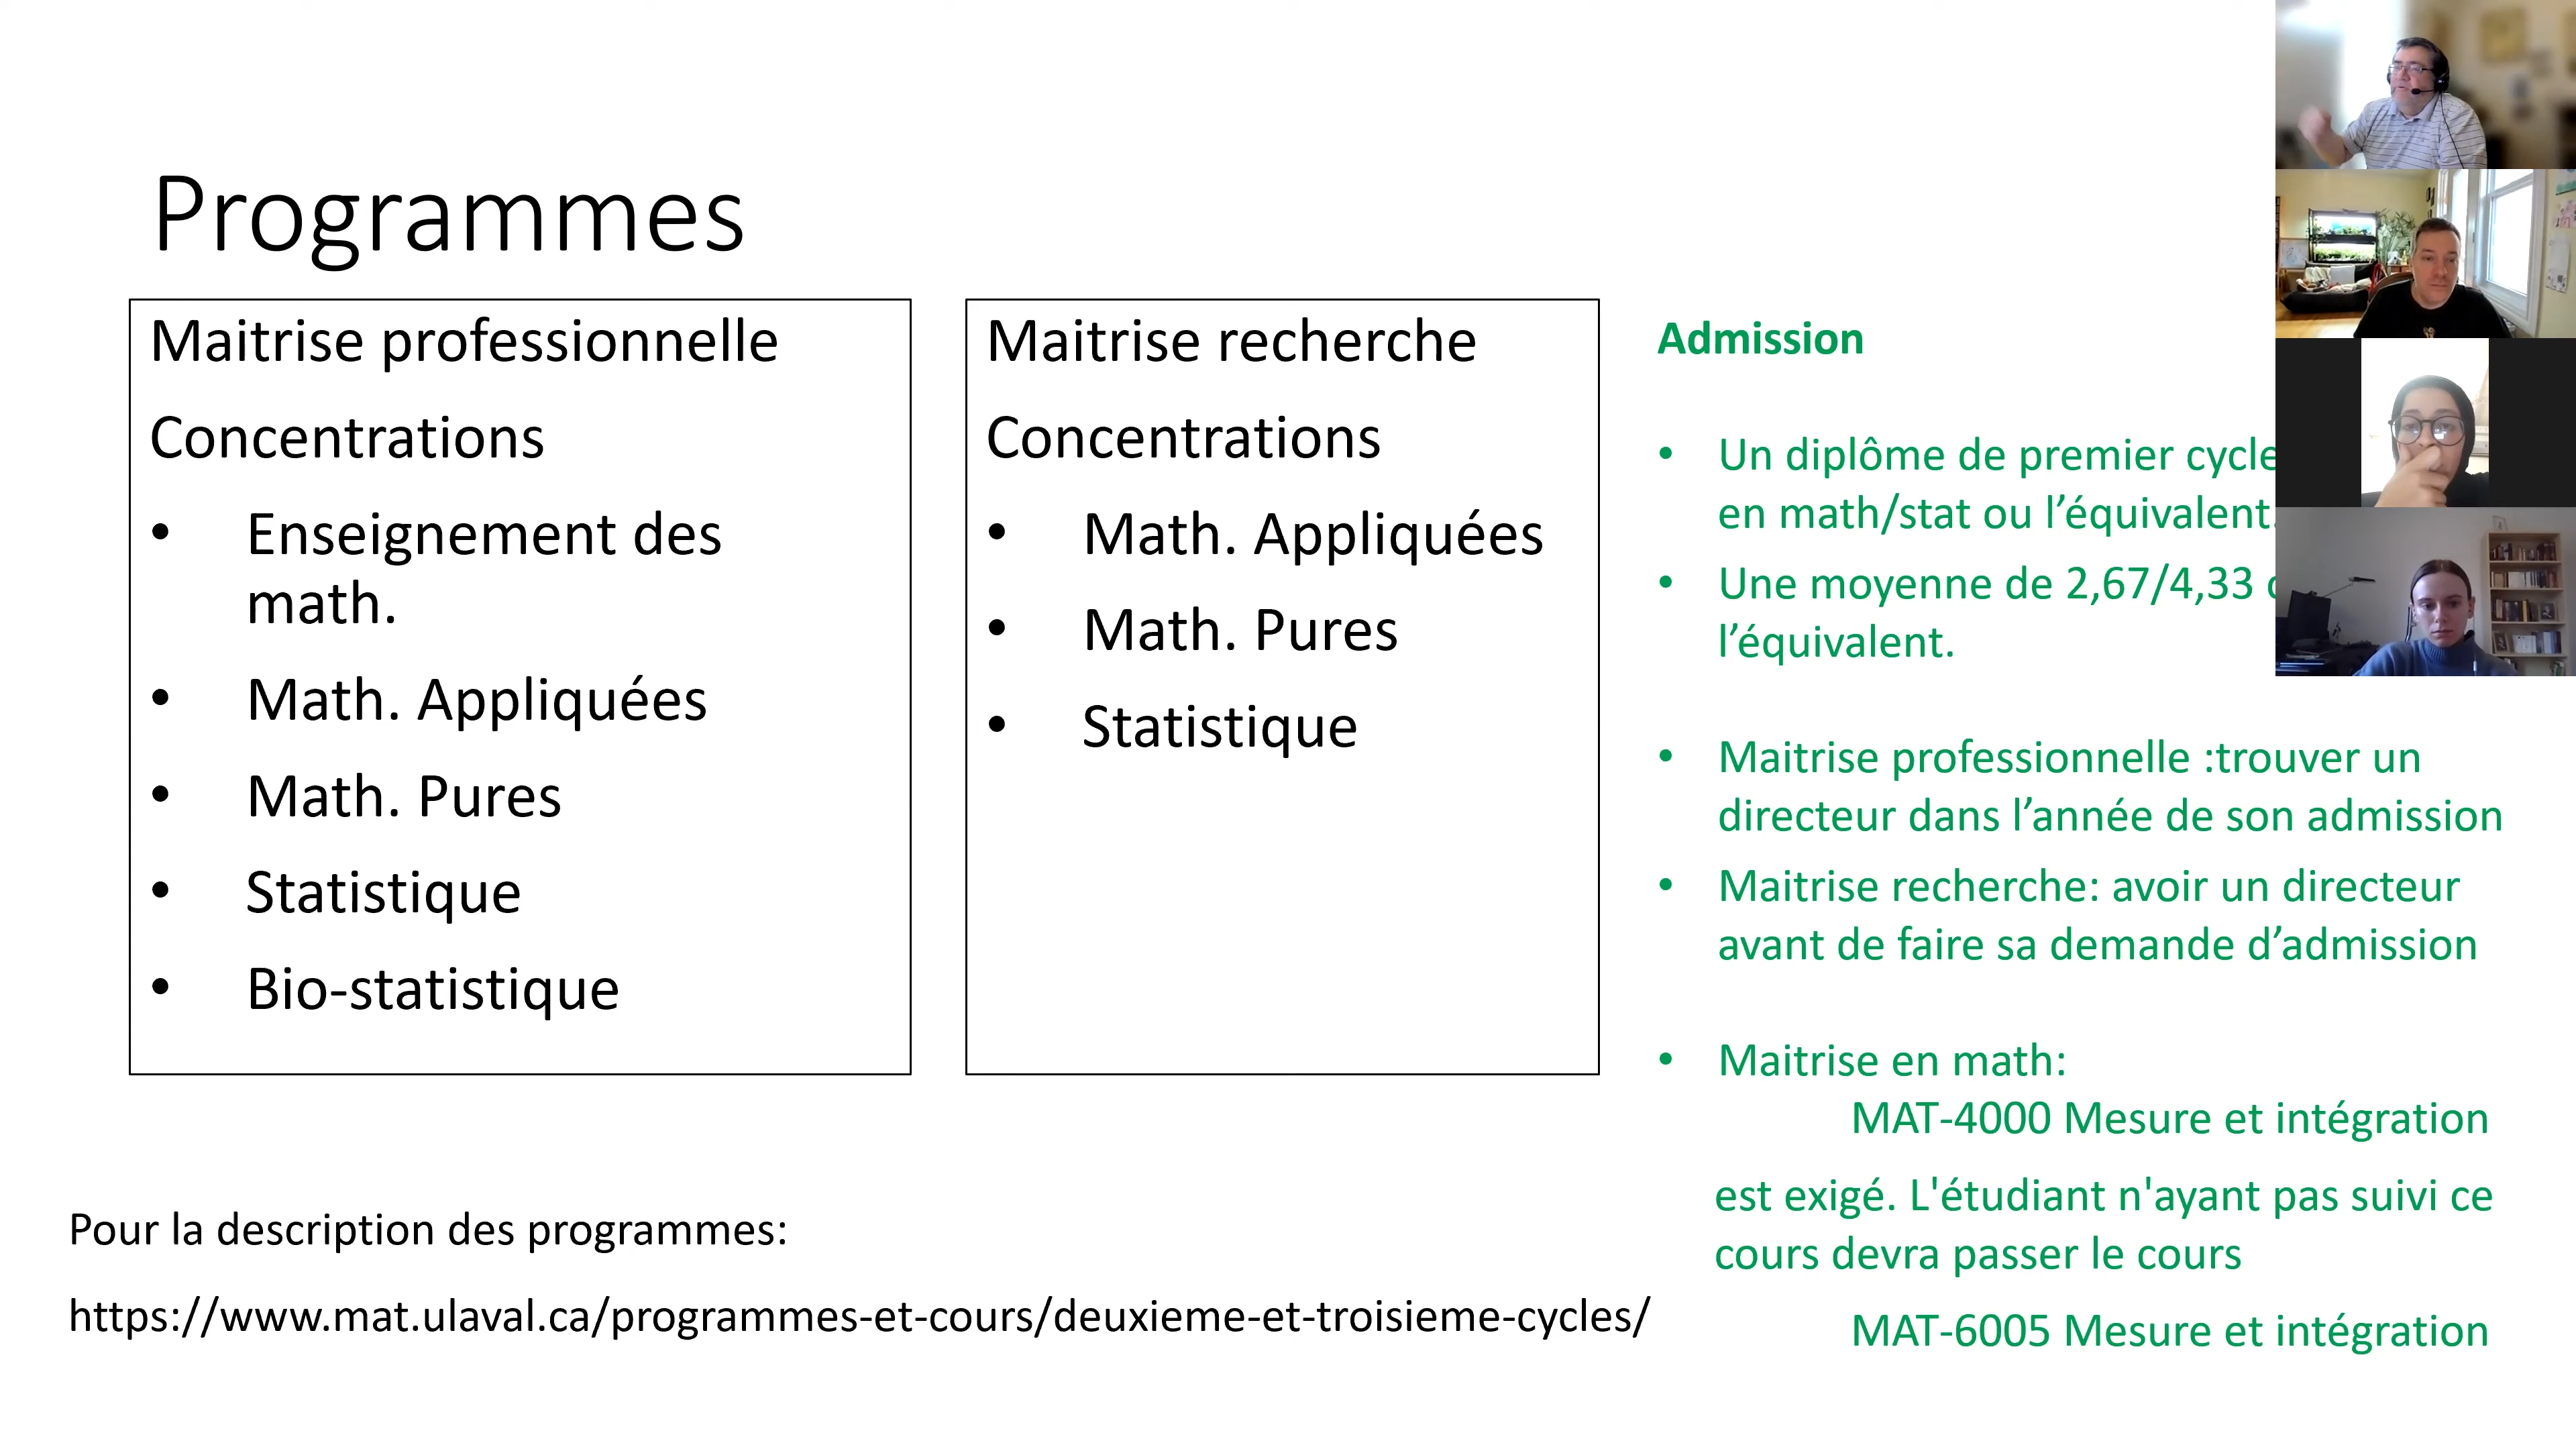 Programmes
Maitrise professionnelle
Concentrations
• Enseignement des
math.
• Math. Appliquées
• Math. Pures
• Statistique
• Bio-statistique
Maitrise recherche
Concentrations
• Math. Appliquées
• Math. Pures
• Statistique
Admission
• Un diplôme de premier cycle
en math/stat ou l’équivalent.
• Une moyenne de 2,67/4,33
l’équivalent.
• Maitrise professionnelle :trouver un
directeur dans l’année de son admission
• Maitrise recherche: avoir un directeur
avant de faire sa demande d’admission
• Maitrise en math:
MAT-4000 Mesure et intégration
est exigé. L'étudiant n'ayant pas suivi ce
cours devra passer le cours
MAT-6005 Mesure et intégration
Pour la description des programmes:
https://www.mat.ulaval.ca/programmes-et-cours/deuxieme-et-troisieme-cycles/